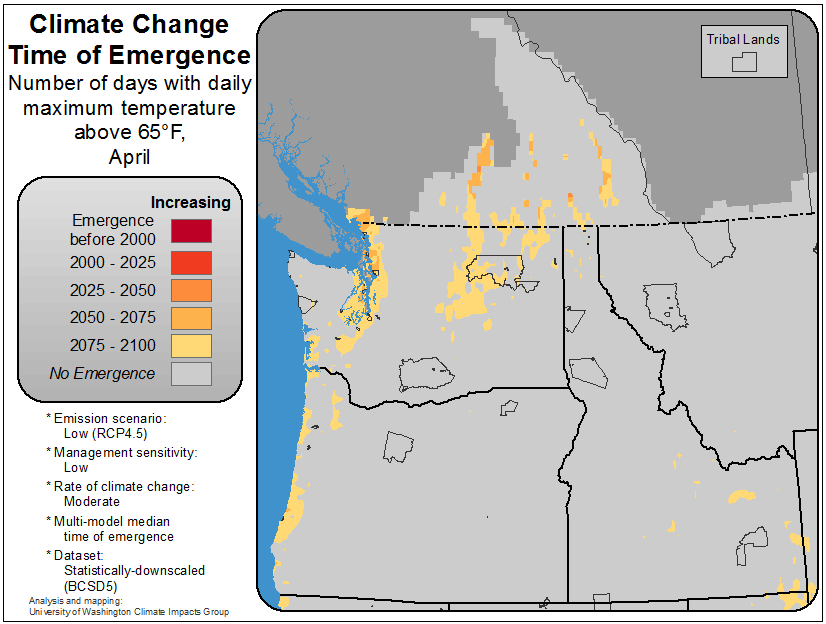 Climate Change
Time of Emergence
Number of days with daily
maximum temperature
above 65°F,
April
Increasing
Emergence
before 2000
2000 - 2025
2025 - 2050
2050 - 2075
2075 - 2100
No Emergence
* Emission scenario:
Low (RCP4.5)
* Management sensitivity:
Low
* Rate of climate change:
Moderate
* Multi-model median
time of emergence
* Dataset:
Statistically-downscaled
(BCSD5)
Analysis and mapping:
University of Washington Climate Impacts Group
Tribal Lands